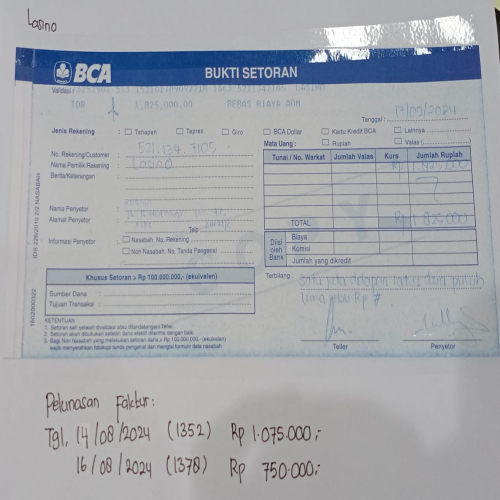 Lasino
BCA
BUKTI SETORAN
Validasi
IDR 1,825,000.00 BEBAS BIAYA ADM
Tanggal : 17/09/2024
Jenis Rekening : Tahapan Tapres Giro BCA Dollar Kartu Kredit BCA Lainnya
Mata Uang : Rupiah Valas (
No. Rekening/Customer : 521.134.7105
Nama Pemilik Rekening : Lasino
Berita/Keterangan :
Tunai / No. Warkat Jumlah Valas Kurs Jumlah Rupiah
Rp 1.825.000
Nama Penyetor :
Alamat Penyetor :
Telp
TOTAL Rp 1.825.000
Informasi Penyetor : Nasabah, No. Rekening
Non Nasabah, No. Tanda Pengenal
Diisi oleh Bank
Biaya
Komisi
Jumlah yang dikredit
Khusus Setoran > Rp 100.000.000,- (ekuivalen)
Sumber Dana :
Tujuan Transaksi :
Terbilang : Satu juta delapan ratus dua puluh
lima ribu Rp #
KETENTUAN
1. Setoran sah setelah divalidasi atau ditandatangani Teller.
2. Setoran akan dibukukan setelah dana efektif diterima dengan baik.
3. Bagi Non Nasabah yang melakukan setoran dana > Rp 100.000.000,- (ekuivalen)
wajib menyerahkan fotokopi tanda pengenal dan mengisi formulir data nasabah
Teller Penyetor
Pelunasan Faktur:
Tgl, 14/08/2024 (1352) Rp 1.075.000,-
16/08/2024 (1378) Rp 750.000,-